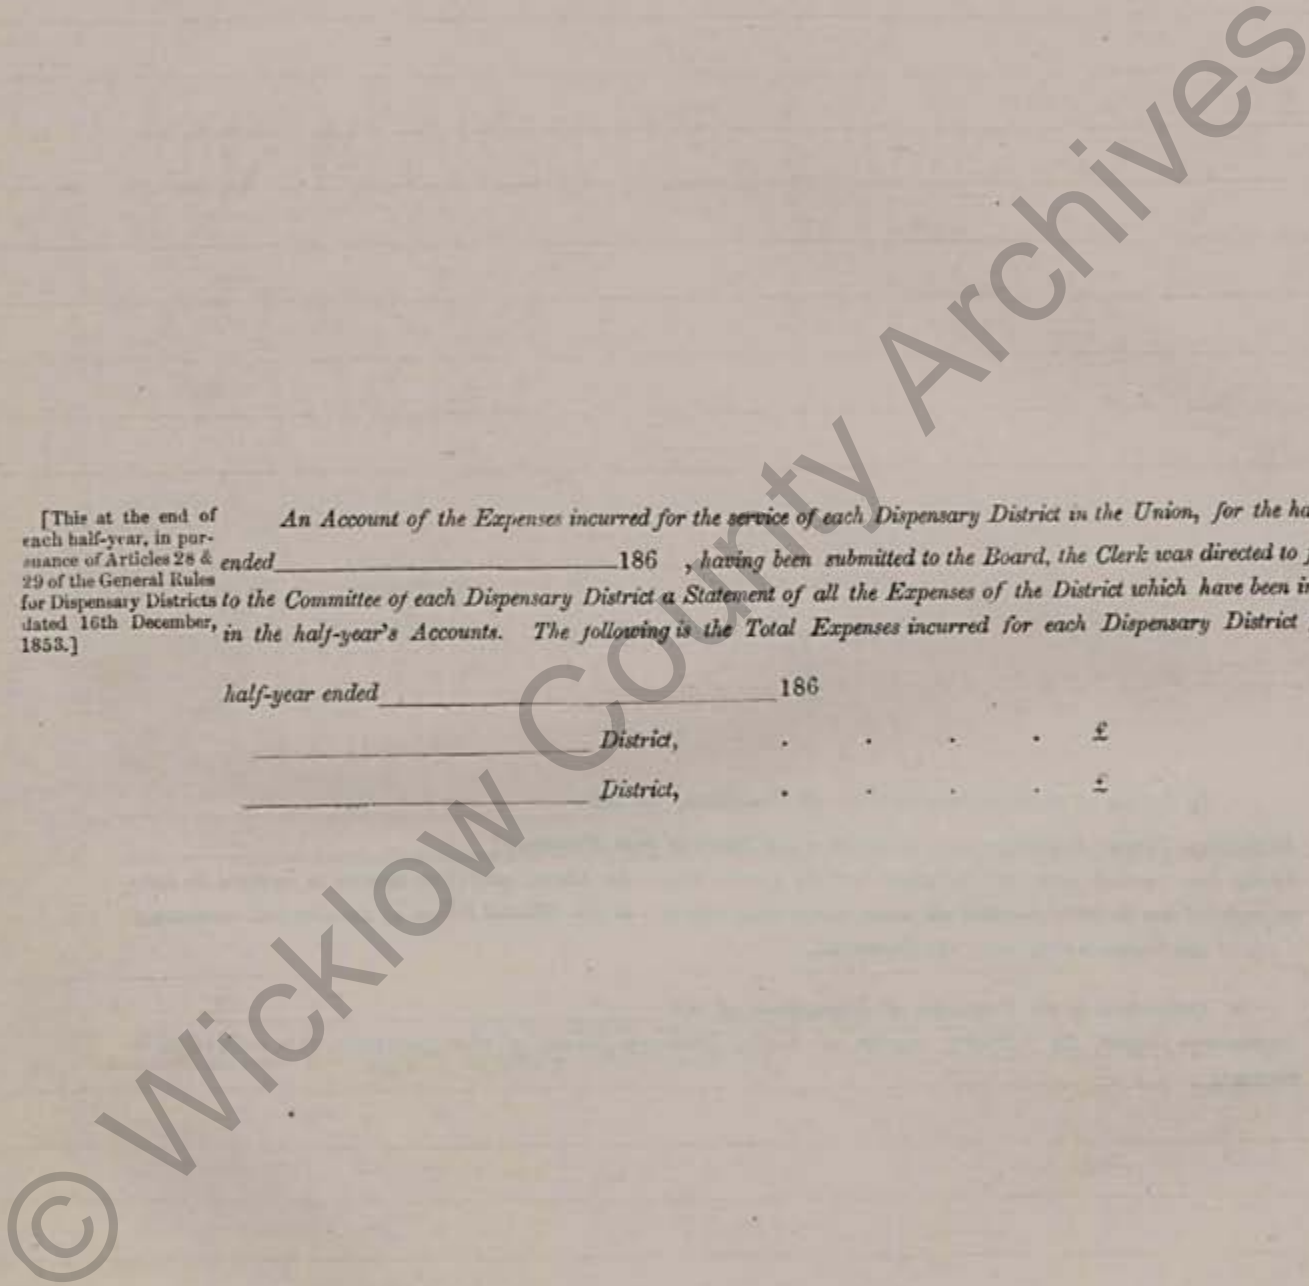 [This at the end of
each half-year, in pur-
suance of Articles 28 &
29 of the General Rules
for Dispensary Districts
dated 16th December,
1853.]
An Account of the Expenses incurred for the service of each Dispensary District in the Union, for the ha
ended 186 , having been submitted to the Board, the Clerk was directed to
to the Committee of each Dispensary District a Statement of all the Expenses of the District which have been in
in the half-year's Accounts. The following is the Total Expenses incurred for each Dispensary District
half-year ended 186
District, . . . . £
District, . . . . £
© Wicklow County Archives